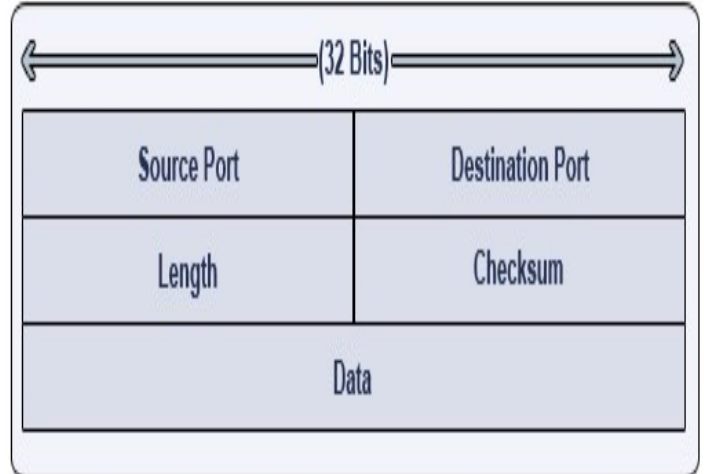 (32 Bits)
Source Port
Destination Port
Length
Checksum
Data